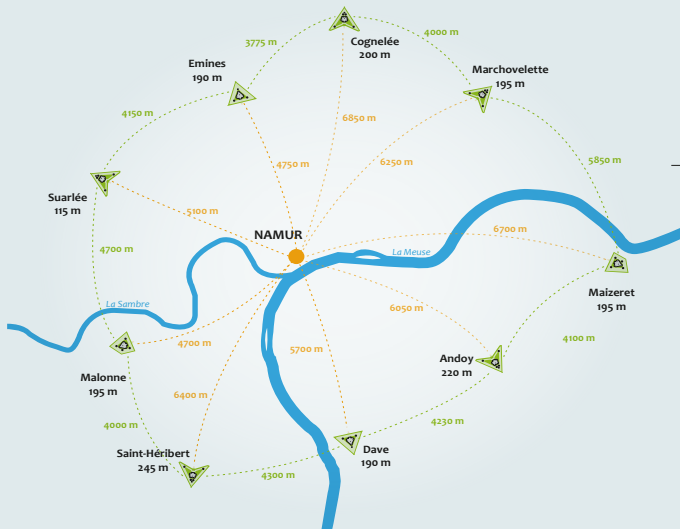 3775 m
4000 m
Cognelée
200 m
Emines
190 m
Marchovelette
195 m
4150 m
6850 m
4750 m
6250 m
5850 m
Suarlée
115 m
5100 m
NAMUR
6700 m
4700 m
La Meuse
La Sambre
6050 m
Maizeret
195 m
4700 m
5700 m
4100 m
Andoy
220 m
Malonne
195 m
6400 m
4000 m
4230 m
Saint-Héribert
245 m
Dave
190 m
4300 m